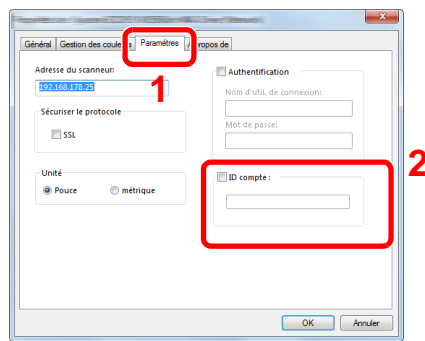 Général Gestion des couleurs Paramètres propos de
Adresse du scanneur:
192.168.178.25
1
Sécuriser le protocole
SSL
Unité
Pouce métrique
Authentification
Nom d'util. de connexion:
Mot de passe:
ID compte :
2
OK Annuler